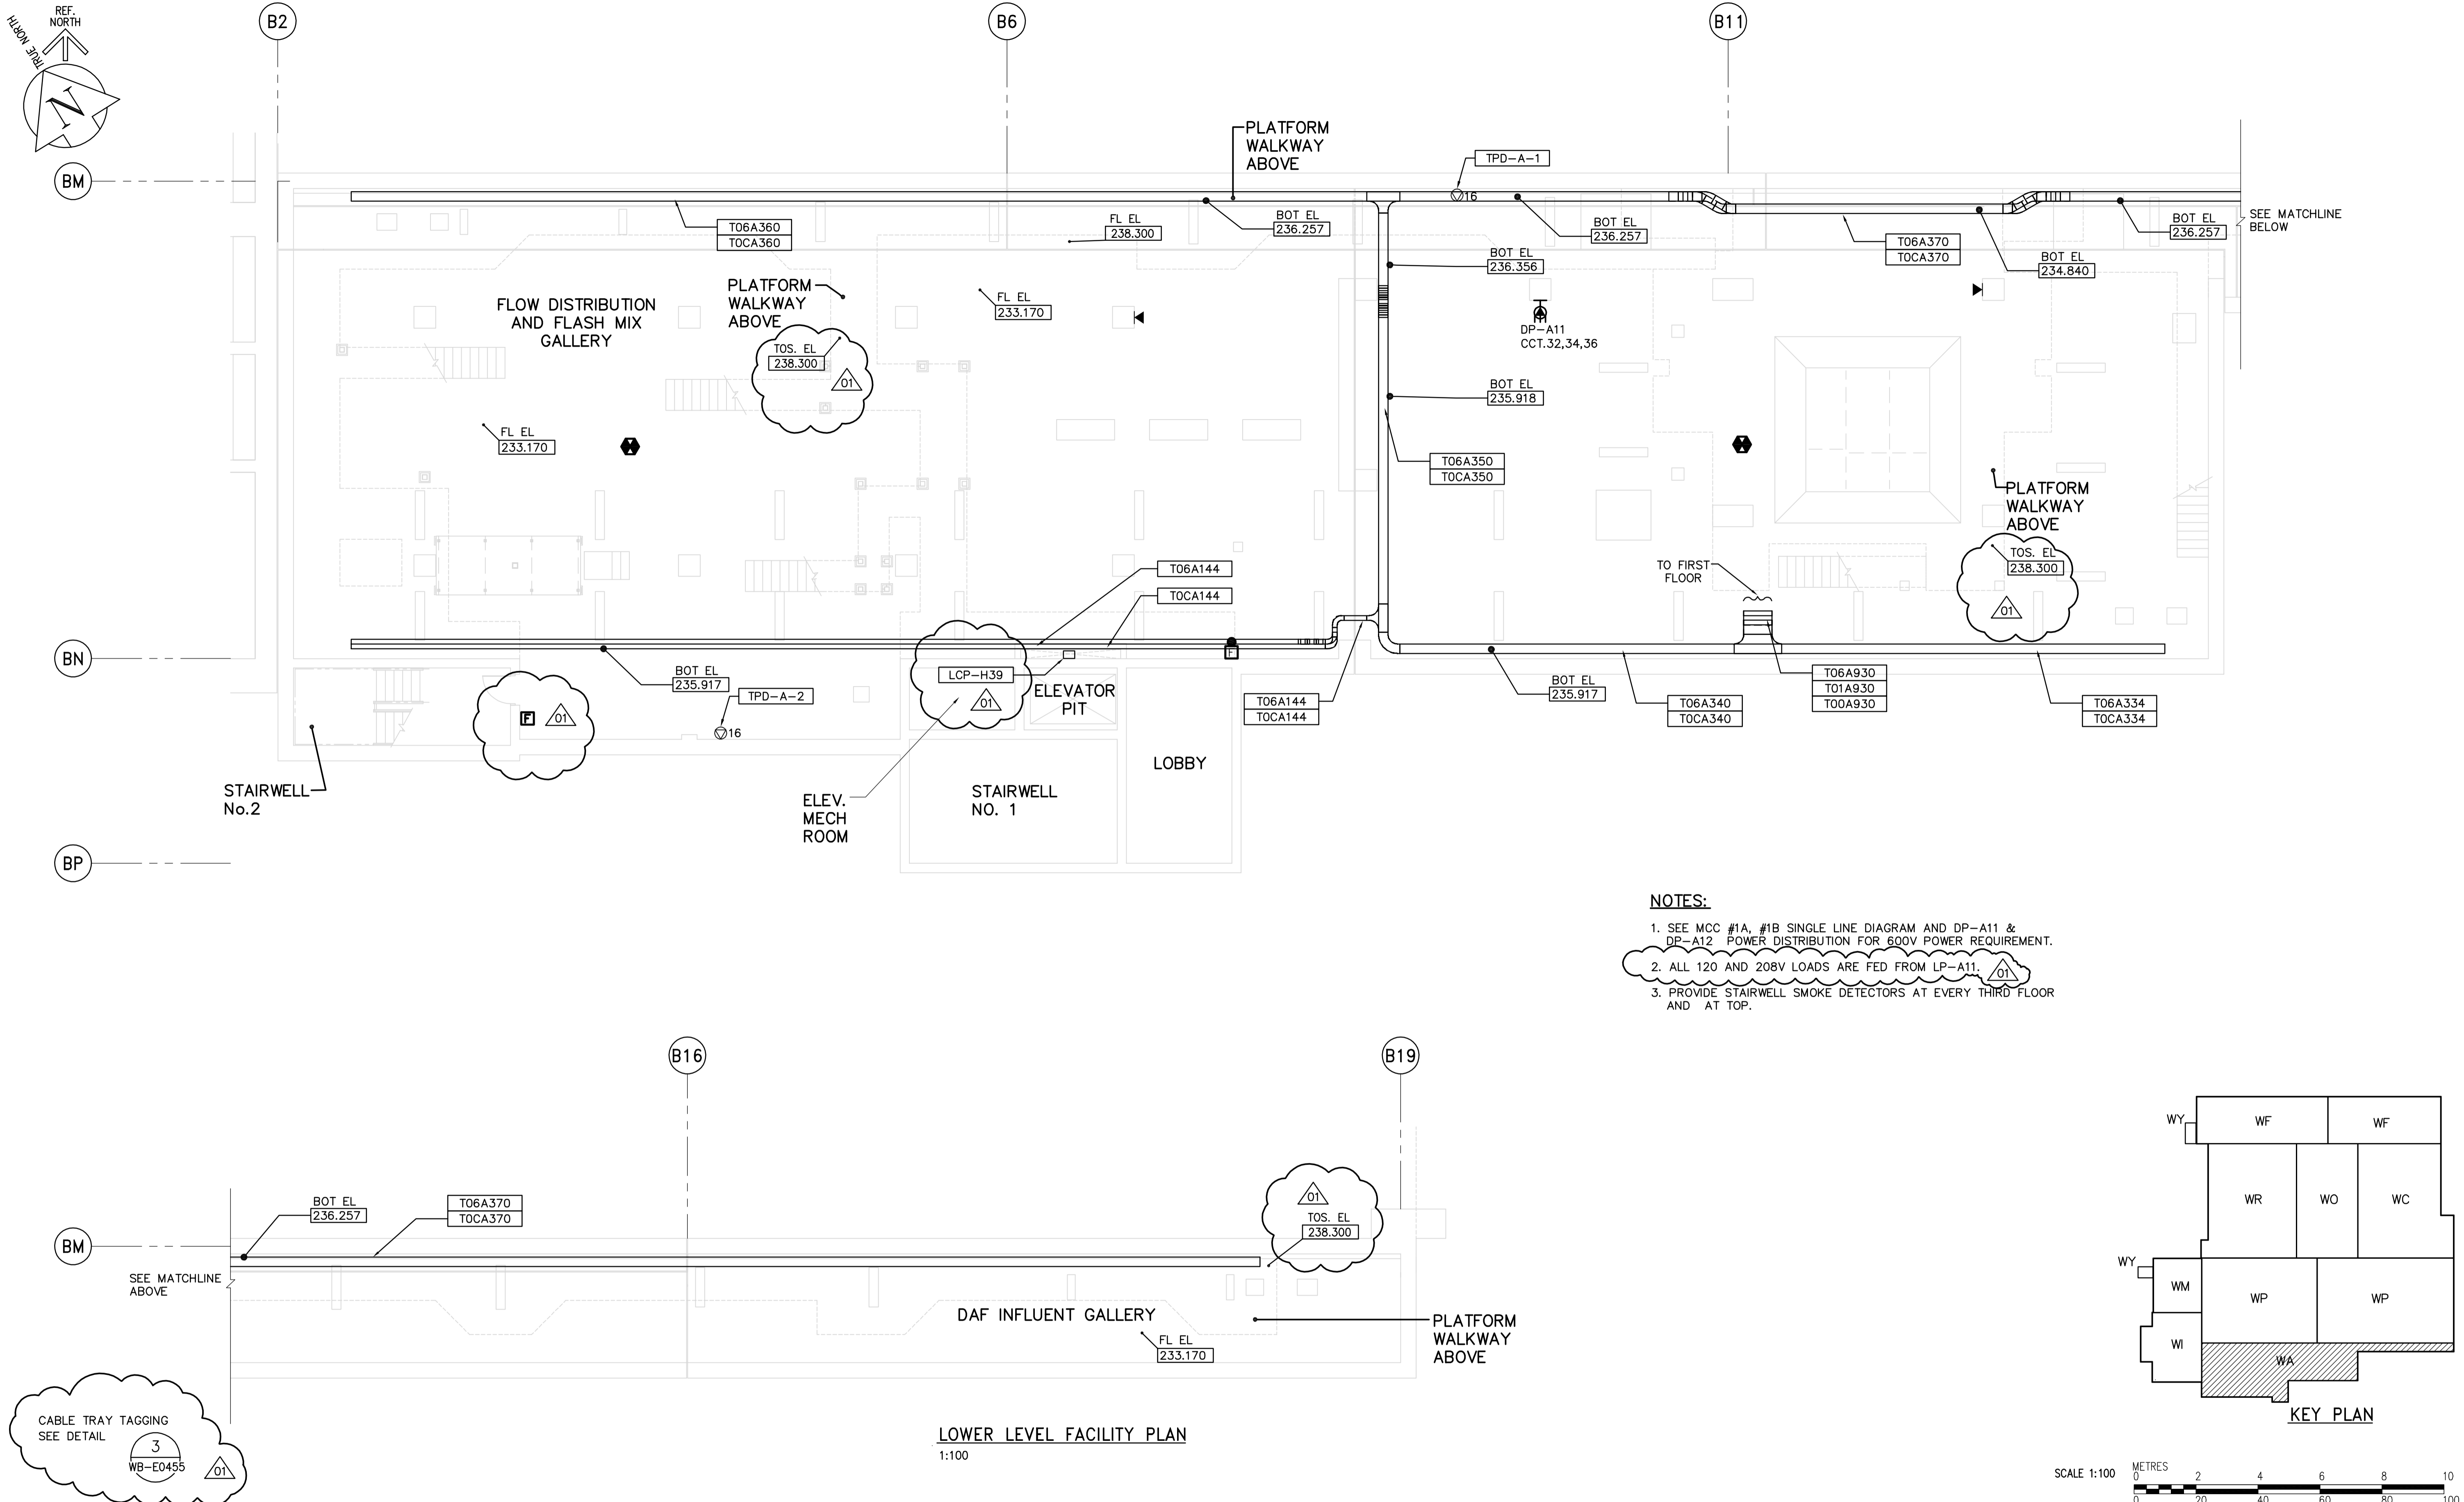 REF.
NORTH
TRUE NORTH
N
B2
B6
B11
BM
PLATFORM
WALKWAY
ABOVE
TPD-A-1
16
T06A360
T0CA360
FL EL
238.300
BOT EL
236.257
BOT EL
236.257
T06A370
T0CA370
BOT EL
234.840
BOT EL
236.257
SEE MATCHLINE
BELOW
BOT EL
236.356
FLOW DISTRIBUTION
AND FLASH MIX
GALLERY
PLATFORM
WALKWAY
ABOVE
FL EL
233.170
TOS. EL
238.300
01
DP-A11
CCT.32,34,36
BOT EL
235.918
FL EL
233.170
T06A350
T0CA350
PLATFORM
WALKWAY
ABOVE
TOS. EL
238.300
01
TO FIRST
FLOOR
T06A144
T0CA144
BN
BOT EL
235.917
TPD-A-2
16
F
01
LCP-H39
01
ELEVATOR
PIT
F
T06A144
T0CA144
BOT EL
235.917
T06A340
T0CA340
T06A930
T01A930
T00A930
T06A334
T0CA334
LOBBY
STAIRWELL
No.2
ELEV.
MECH
ROOM
STAIRWELL
NO. 1
BP
NOTES:
1. SEE MCC #1A, #1B SINGLE LINE DIAGRAM AND DP-A11 &
DP-A12 POWER DISTRIBUTION FOR 600V POWER REQUIREMENT.
2. ALL 120 AND 208V LOADS ARE FED FROM LP-A11.
01
3. PROVIDE STAIRWELL SMOKE DETECTORS AT EVERY THIRD FLOOR
AND AT TOP.
B16
B19
BM
BOT EL
236.257
T06A370
T0CA370
01
TOS. EL
238.300
SEE MATCHLINE
ABOVE
DAF INFLUENT GALLERY
FL EL
233.170
PLATFORM
WALKWAY
ABOVE
CABLE TRAY TAGGING
SEE DETAIL
3
WB-E0455
01
LOWER LEVEL FACILITY PLAN
1:100
WY
WF
WF
WR
WO
WC
WY
WM
WP
WP
WI
WA
KEY PLAN
SCALE 1:100
METRES
0 2 4 6 8 10
0 20 40 60 80 100